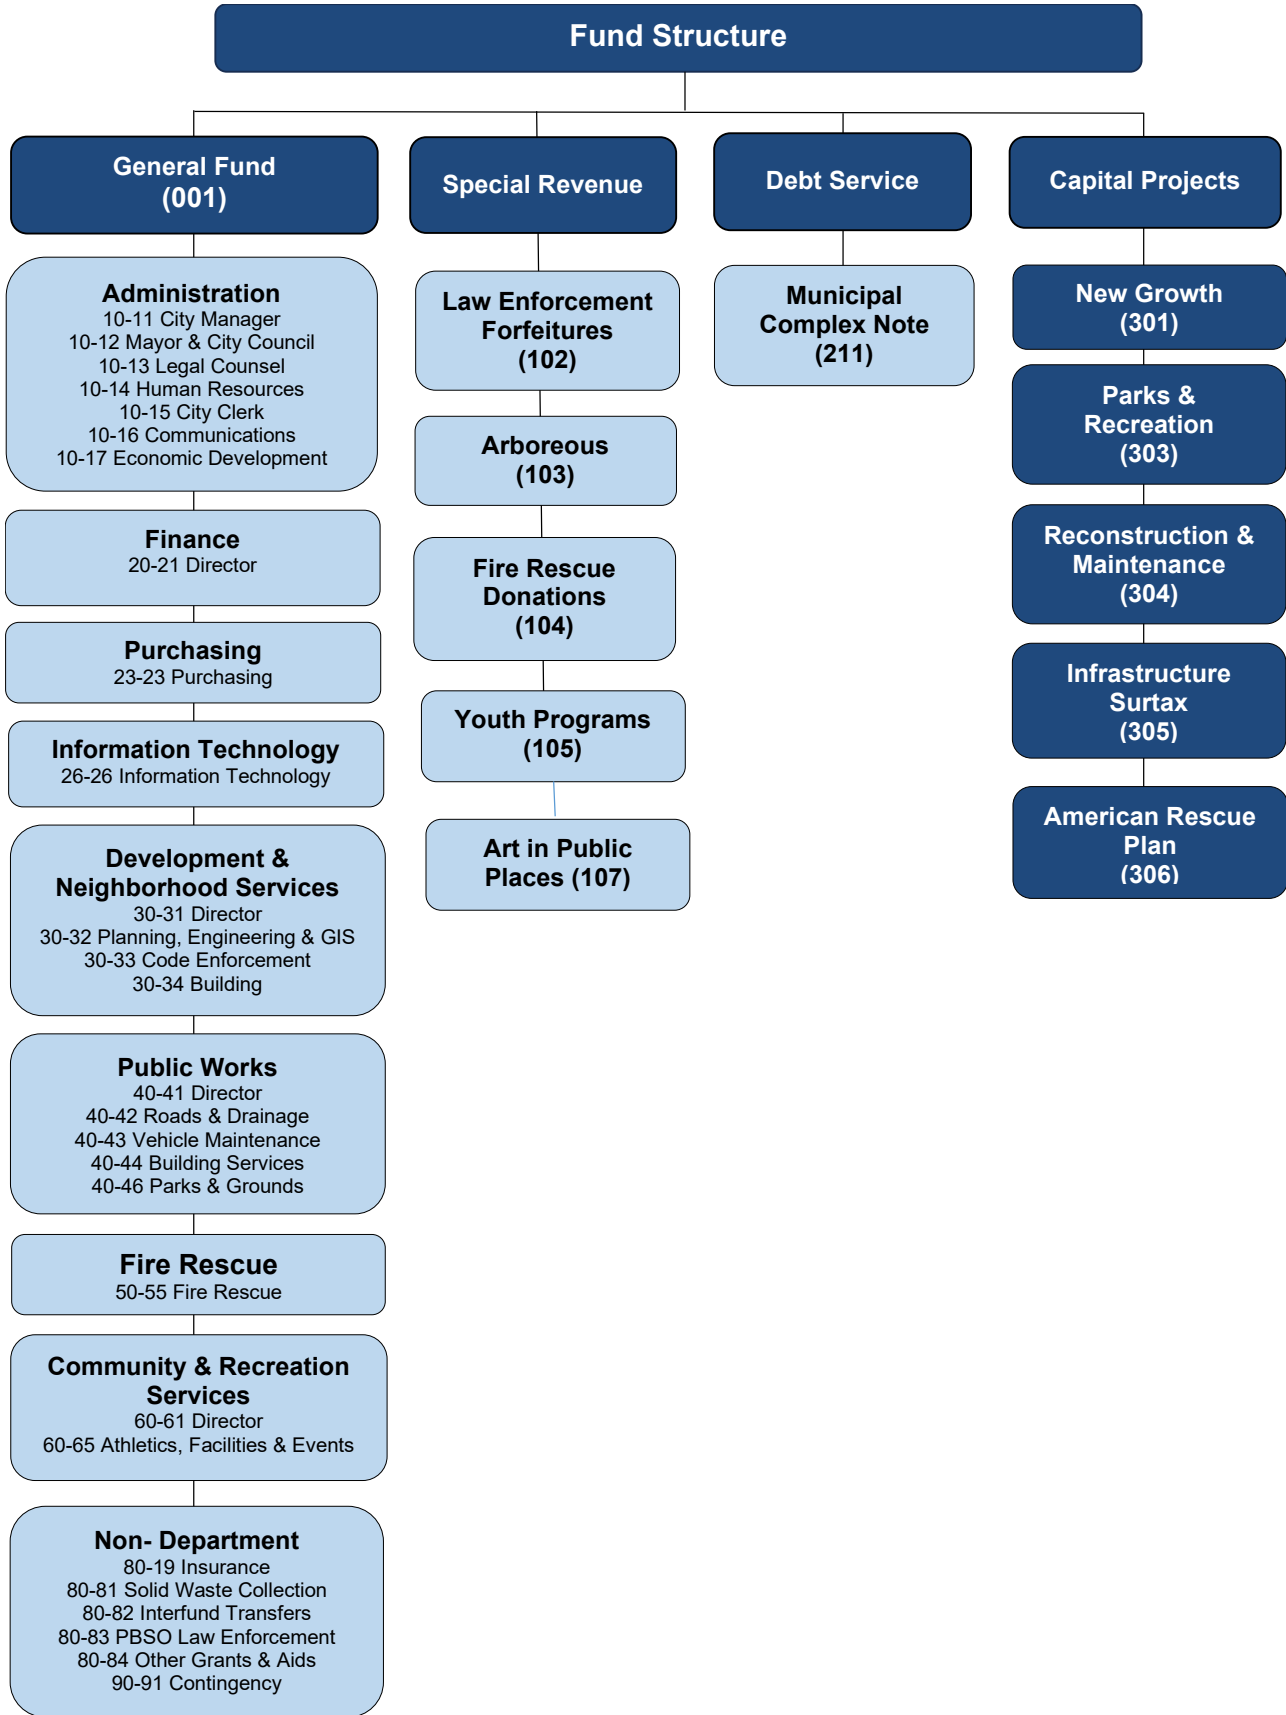 Fund Structure
General Fund
(001)
Administration
10-11 City Manager
10-12 Mayor & City Council
10-13 Legal Counsel
10-14 Human Resources
10-15 City Clerk
10-16 Communications
10-17 Economic Development
Finance
20-21 Director
Purchasing
23-23 Purchasing
Information Technology
26-26 Information Technology
Development &
Neighborhood Services
30-31 Director
30-32 Planning, Engineering & GIS
30-33 Code Enforcement
30-34 Building
Public Works
40-41 Director
40-42 Roads & Drainage
40-43 Vehicle Maintenance
40-44 Building Services
40-46 Parks & Grounds
Fire Rescue
50-55 Fire Rescue
Community & Recreation
Services
60-61 Director
60-65 Athletics, Facilities & Events
Non- Department
80-19 Insurance
80-81 Solid Waste Collection
80-82 Interfund Transfers
80-83 PBSO Law Enforcement
80-84 Other Grants & Aids
90-91 Contingency
Special Revenue
Law Enforcement
Forfeitures
(102)
Arboreous
(103)
Fire Rescue
Donations
(104)
Youth Programs
(105)
Art in Public
Places (107)
Debt Service
Municipal
Complex Note
(211)
Capital Projects
New Growth
(301)
Parks &
Recreation
(303)
Reconstruction &
Maintenance
(304)
Infrastructure
Surtax
(305)
American Rescue
Plan
(306)